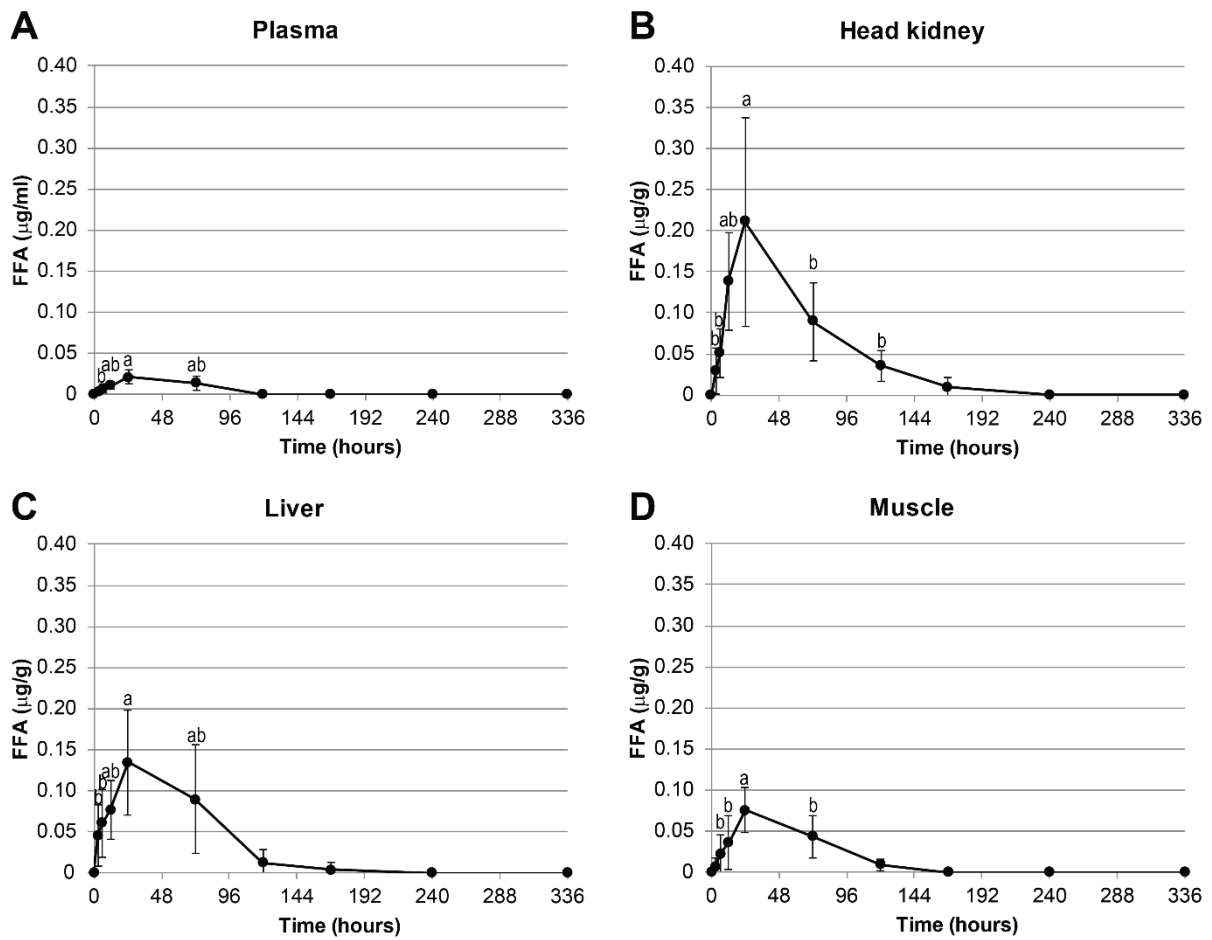 A
Plasma
0.40
0.35
0.30
0.25
0.20
0.15
0.10
0.05
0
FFA (µg/ml)
b
ab
a
ab
0 48 96 144 192 240 288 336
Time (hours)
B
Head kidney
0.40
0.35
0.30
0.25
0.20
0.15
0.10
0.05
0
FFA (µg/g)
b
b
ab
a
b
b
0 48 96 144 192 240 288 336
Time (hours)
C
Liver
0.40
0.35
0.30
0.25
0.20
0.15
0.10
0.05
0
FFA (µg/g)
b
b
ab
a
ab
0 48 96 144 192 240 288 336
Time (hours)
D
Muscle
0.40
0.35
0.30
0.25
0.20
0.15
0.10
0.05
0
FFA (µg/g)
b
b
a
b
0 48 96 144 192 240 288 336
Time (hours)